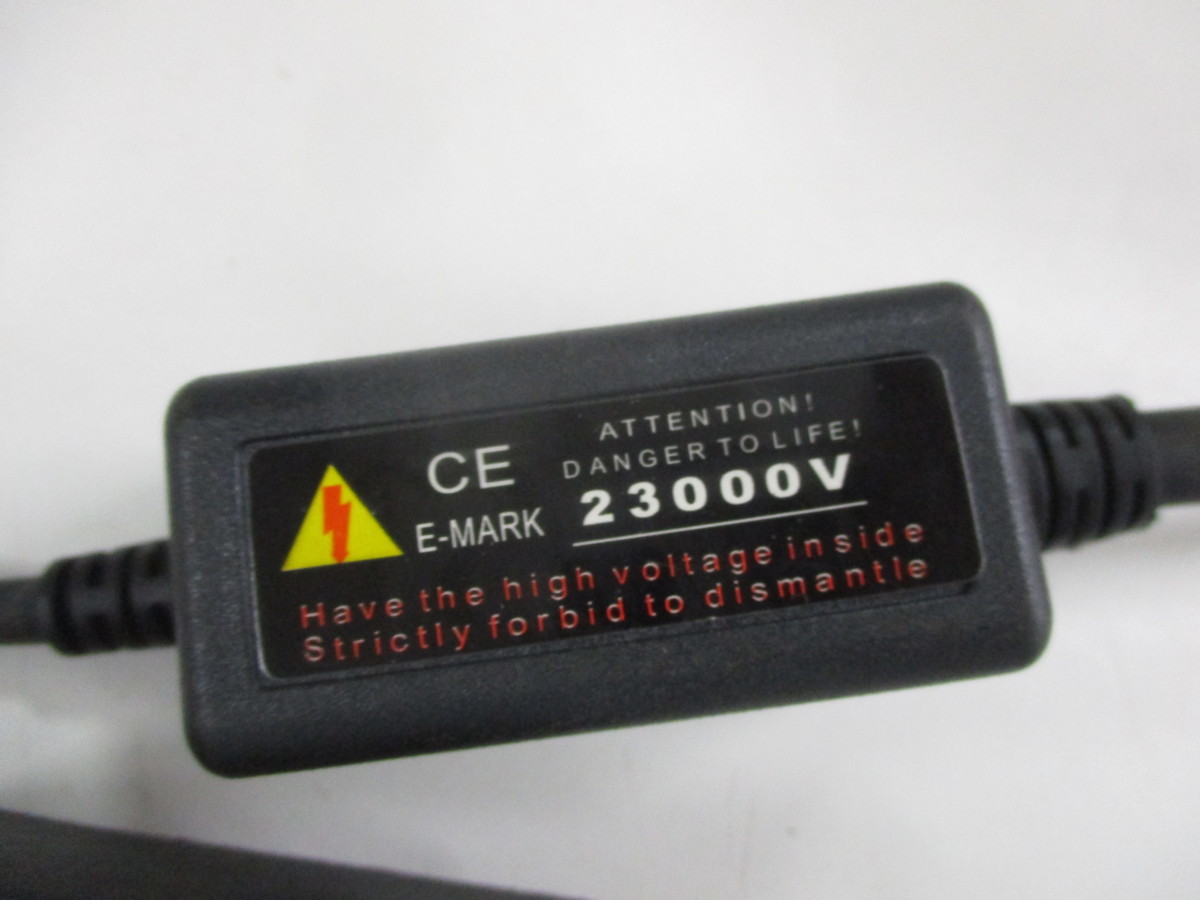 CE
E-MARK
ATTENTION!
DANGER TO LIFE!
23000V
Have the high voltage inside
Strictly forbid to dismantle